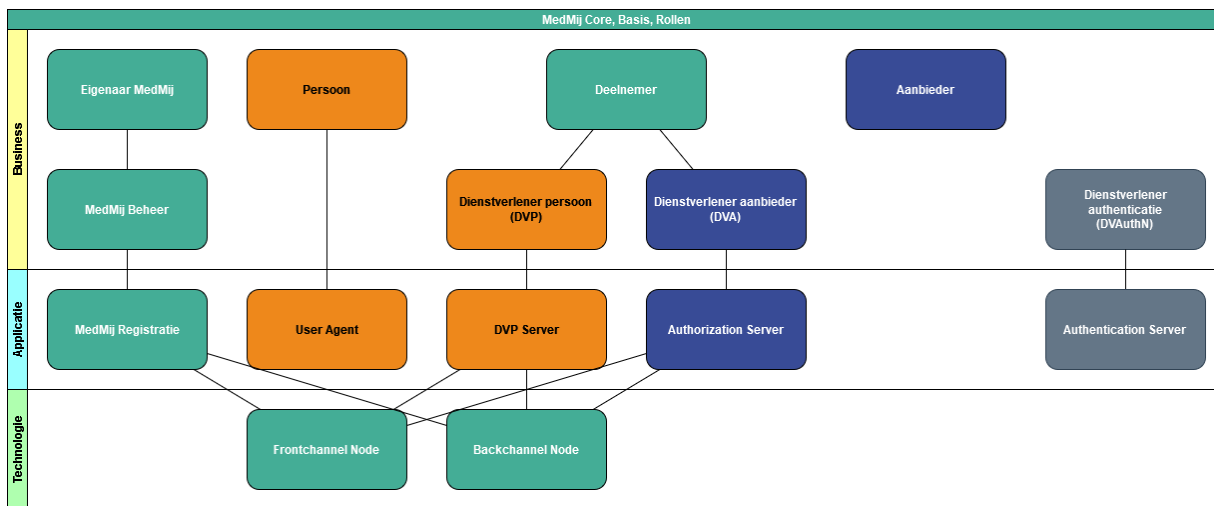 MedMij Core, Basis, Rollen
Business
Eigenaar MedMij
Persoon
Deelnemer
Aanbieder
MedMij Beheer
Dienstverlener persoon
(DVP)
Dienstverlener aanbieder
(DVA)
Dienstverlener
authenticatie
(DVAuthN)
Applicatie
MedMij Registratie
User Agent
DVP Server
Authorization Server
Authentication Server
Technologie
Frontchannel Node
Backchannel Node